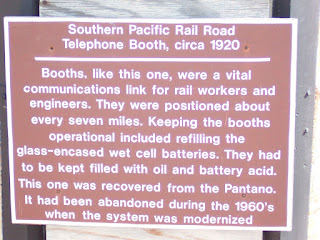 Southern Pacific Rail Road
Telephone Booth, circa 1920
Booths, like this one, were a vital
communications link for rail workers and
engineers. They were positioned about
every seven miles. Keeping the booths
operational included refilling the
glass-encased wet cell batteries. They had
to be kept filled with oil and battery acid.
This one was recovered from the Pantano.
It had been abandoned during the 1960's
when the system was modernized